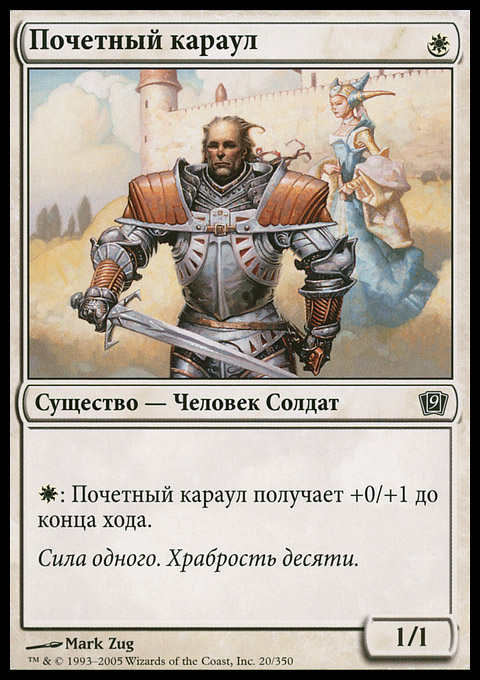 Почетный караул
Существо — Человек Солдат
9
: Почетный караул получает +0/+1 до
конца хода.
Сила одного. Храбрость десяти.
Mark Zug
1/1
™ & © 1993–2005 Wizards of the Coast, Inc. 20/350